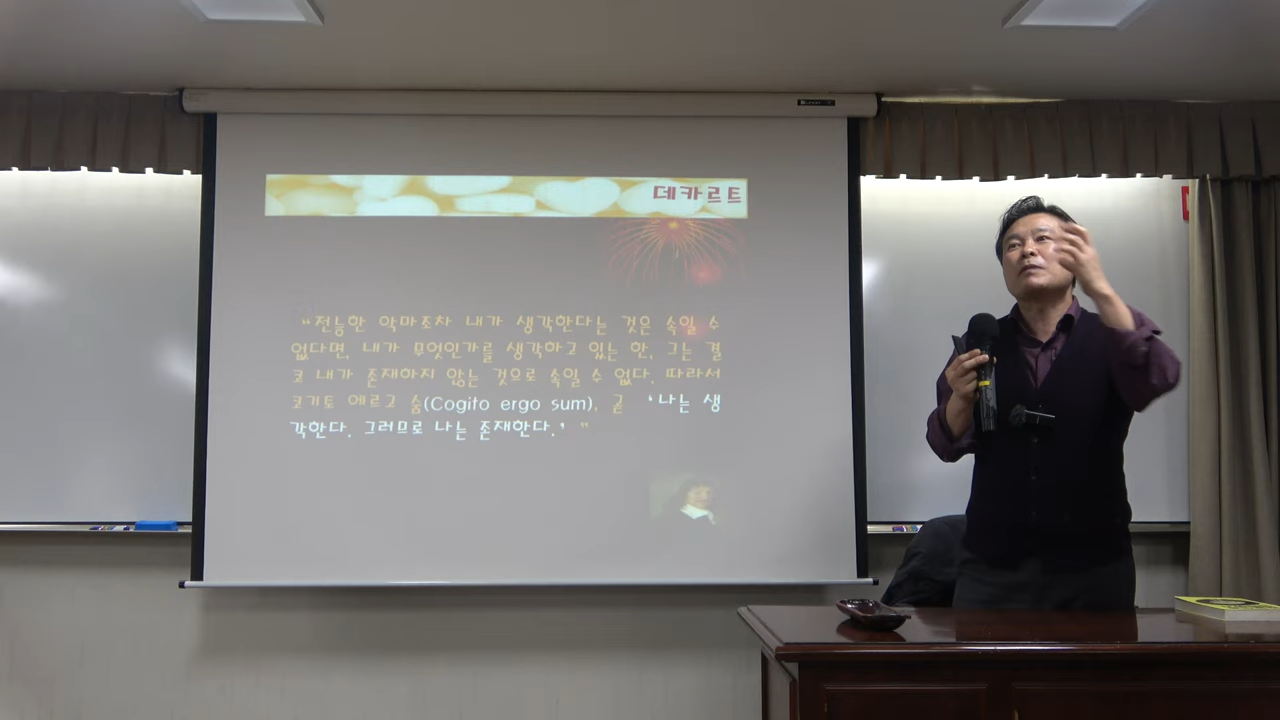 데카르트
“전능한 악마조차 내가 생각한다는 것은 속일 수
없다면, 내가 무엇인가를 생각하고 있는 한, 그는 결
코 내가 존재하지 않는 것으로 속일 수 없다. 따라서
코기토 에르고 숨(Cogito ergo sum), 곧 ‘나는 생
각한다. 그러므로 나는 존재한다.’ ”